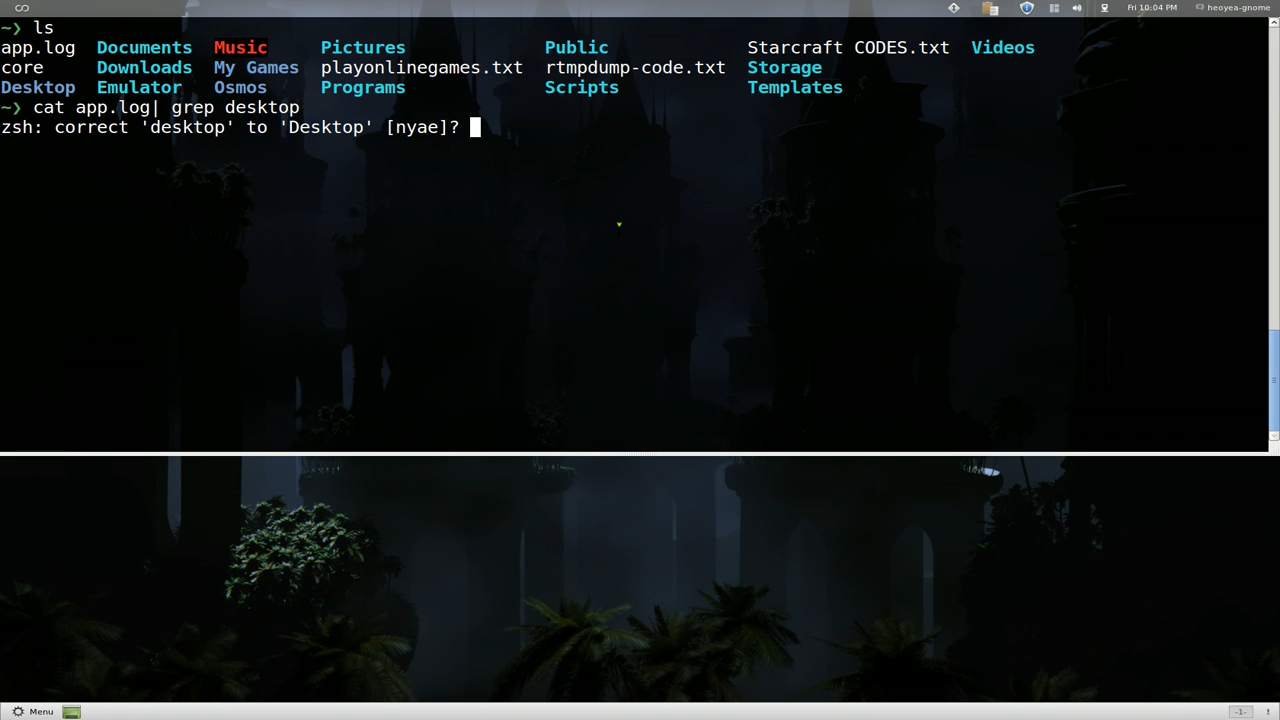 Fri 10:04 PM heoyea-gnome
~❯ ls
app.log Documents Music Pictures Public Starcraft CODES.txt Videos
core Downloads My Games playonlinegames.txt rtmpdump-code.txt Storage
Desktop Emulator Osmos Programs Scripts Templates
~❯ cat app.log| grep desktop
zsh: correct 'desktop' to 'Desktop' [nyae]?
Menu -1-